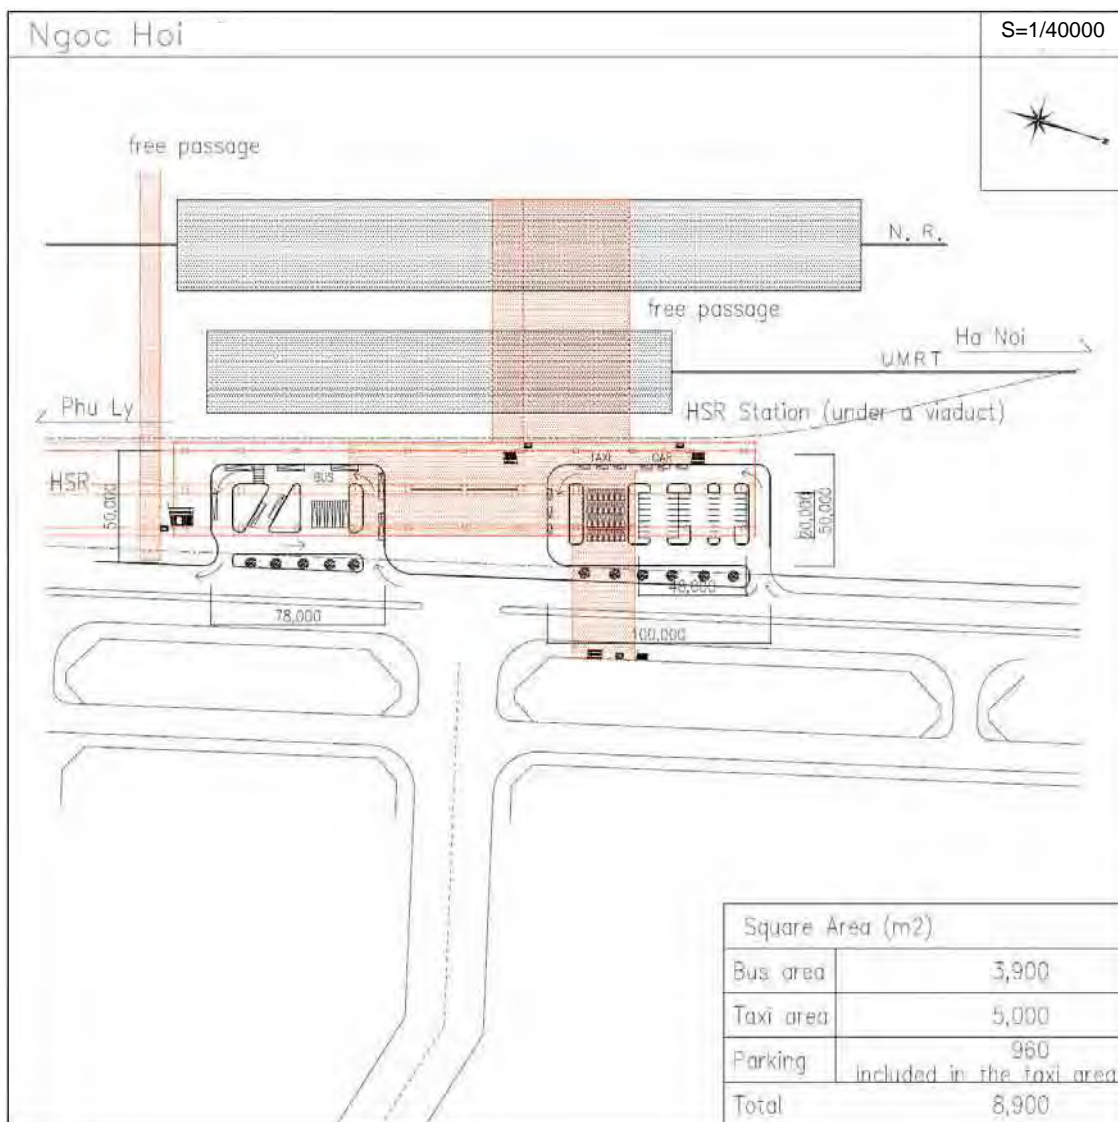 Ngoc Hoi
S=1/40000
free passage
N. R.
free passage
Ha Noi
UMRT
Phu Ly
HSR Station (under a viaduct)
TAXI
CAR
BUS
HSR
50,000
20,000
50,000
48,000
78,000
100,000
Square Area (m2)
Bus area 3,900
Taxi area 5,000
Parking 960
included in the taxi area
Total 8,900